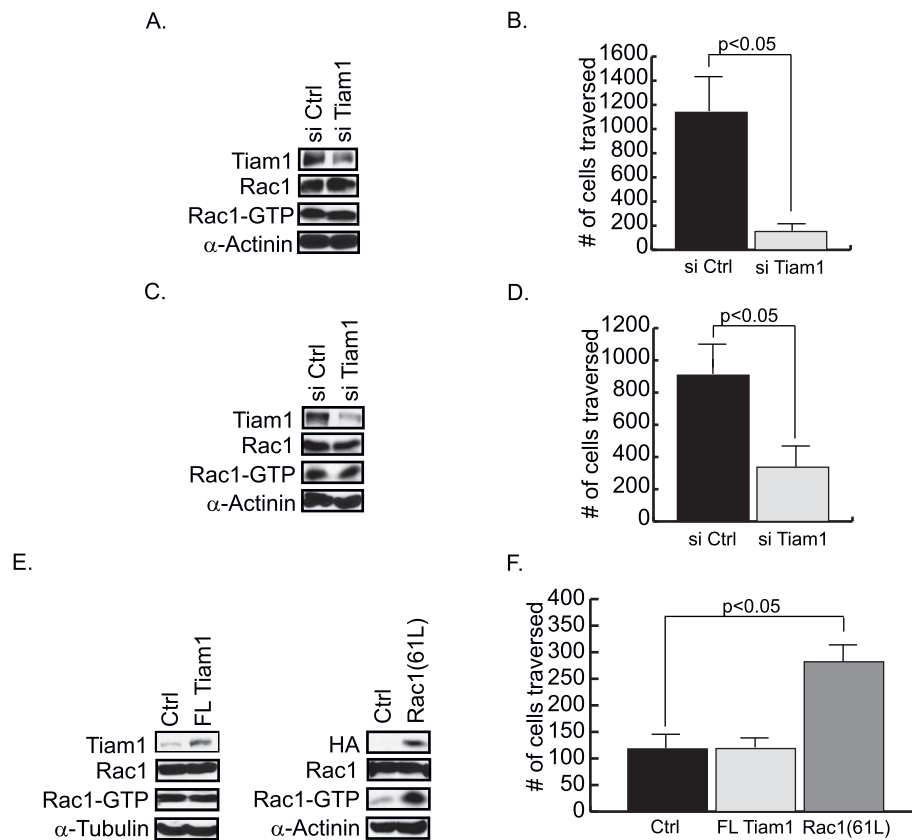 A.
si Ctrl
si Tiam1
Tiam1
Rac1
Rac1-GTP
α-Actinin
B.
p<0.05
# of cells traversed
1600
1400
1200
1000
800
600
400
200
0
si Ctrl
si Tiam1
C.
si Ctrl
si Tiam1
Tiam1
Rac1
Rac1-GTP
α-Actinin
D.
p<0.05
# of cells traversed
1200
1000
800
600
400
200
0
si Ctrl
si Tiam1
E.
Ctrl
FL Tiam1
Tiam1
Rac1
Rac1-GTP
α-Tubulin
Ctrl
Rac1(61L)
HA
Rac1
Rac1-GTP
α-Actinin
F.
p<0.05
# of cells traversed
400
350
300
250
200
150
100
50
0
Ctrl
FL Tiam1
Rac1(61L)